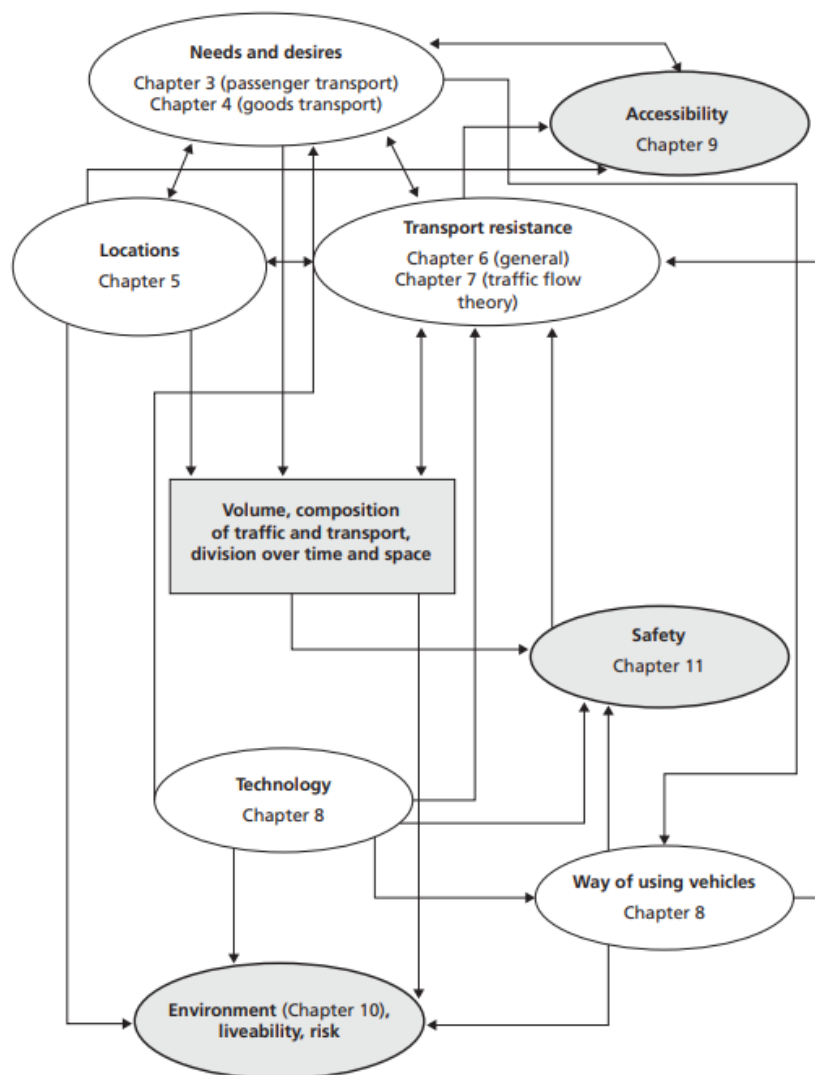 Needs and desires
Chapter 3 (passenger transport)
Chapter 4 (goods transport)
Accessibility
Chapter 9
Locations
Chapter 5
Transport resistance
Chapter 6 (general)
Chapter 7 (traffic flow
theory)
Volume, composition
of traffic and transport,
division over time and space
Safety
Chapter 11
Technology
Chapter 8
Way of using vehicles
Chapter 8
Environment (Chapter 10),
liveability, risk